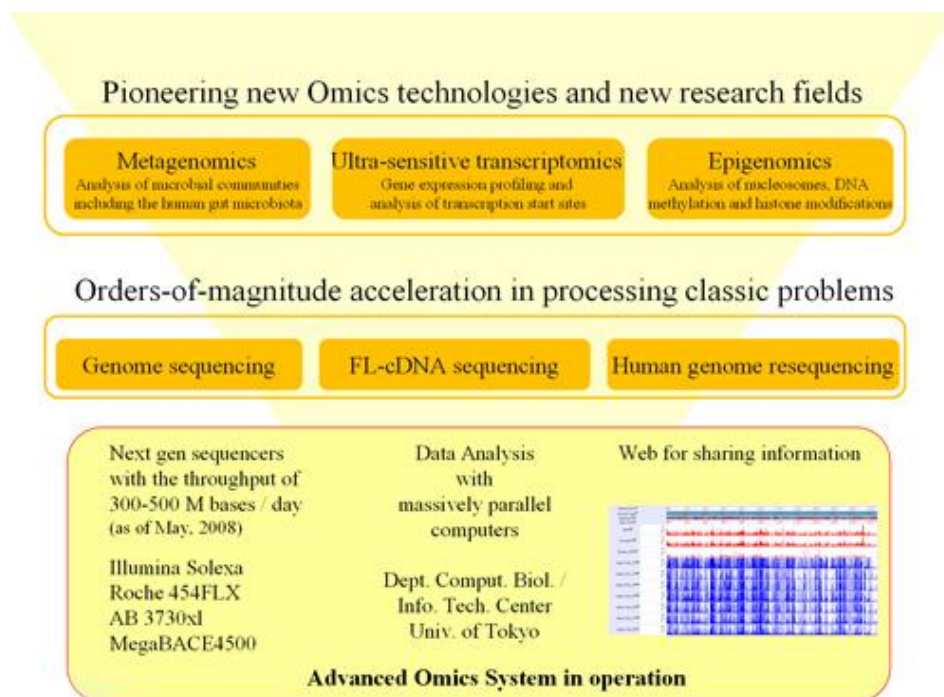 Pioneering new Omics technologies and new research fields
Metagenomics
Analysis of microbial communities
including the human gut microbiota
Ultra-sensitive transcriptomics
Gene expression profiling and
analysis of transcription start sites
Epigenomics
Analysis of nucleosomes, DNA
methylation and histone modifications
Orders-of-magnitude acceleration in processing classic problems
Genome sequencing
FL-cDNA sequencing
Human genome resequencing
Next gen sequencers
with the throughput of
300-500 M bases / day
(as of May, 2008)
Illumina Solexa
Roche 454FLX
AB 3730xl
MegaBACE4500
Data Analysis
with
massively parallel
computers
Dept. Comput. Biol. /
Info. Tech. Center
Univ. of Tokyo
Web for sharing information
Advanced Omics System in operation